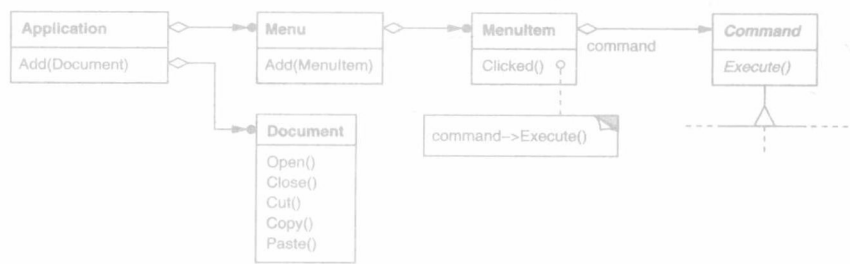 Application
Add(Document)
Menu
Add(MenuItem)
MenuItem
Clicked()
command
Command
Execute()
command->Execute()
Document
Open()
Close()
Cut()
Copy()
Paste()